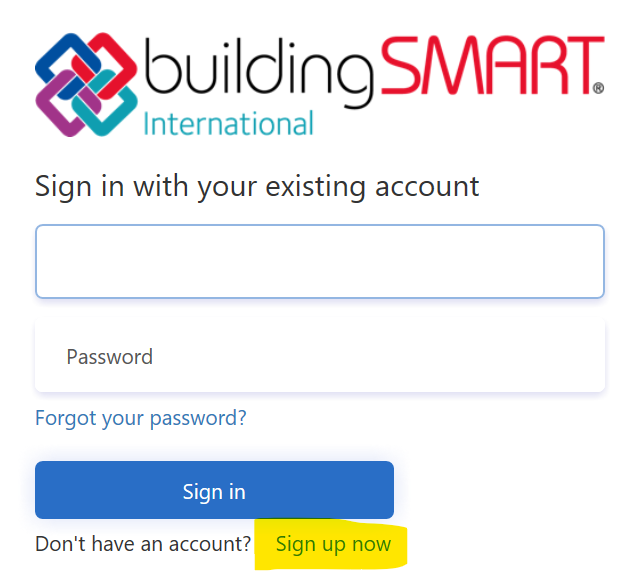 buildingSMART®
International
Sign in with your existing account
Password
Forgot your password?
Sign in
Don't have an account? Sign up now